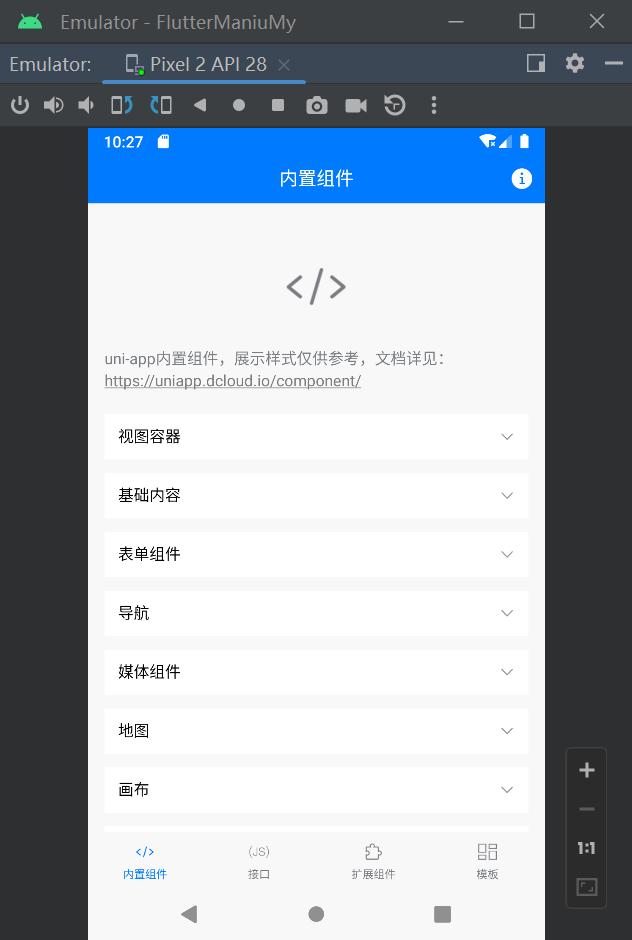 Emulator - FlutterManiuMy
Emulator:
Pixel 2 API 28
10:27
内置组件
</>
uni-app内置组件，展示样式仅供参考，文档详见：
https://uniapp.dcloud.io/component/
视图容器
基础内容
表单组件
导航
媒体组件
地图
画布
1:1
</> (JS)
内置组件 接口 扩展组件 模板